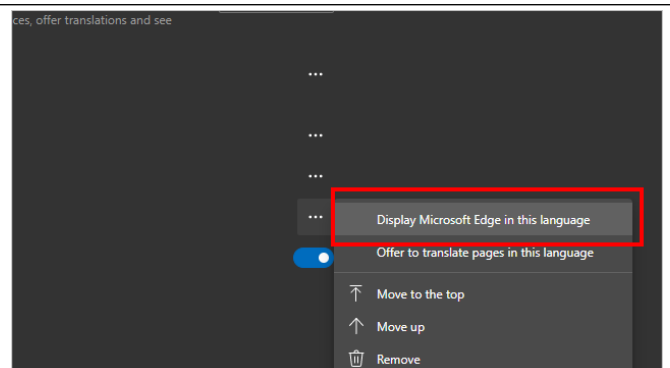 ces, offer translations and see
Display Microsoft Edge in this language
Offer to translate pages in this language
Move to the top
Move up
Remove